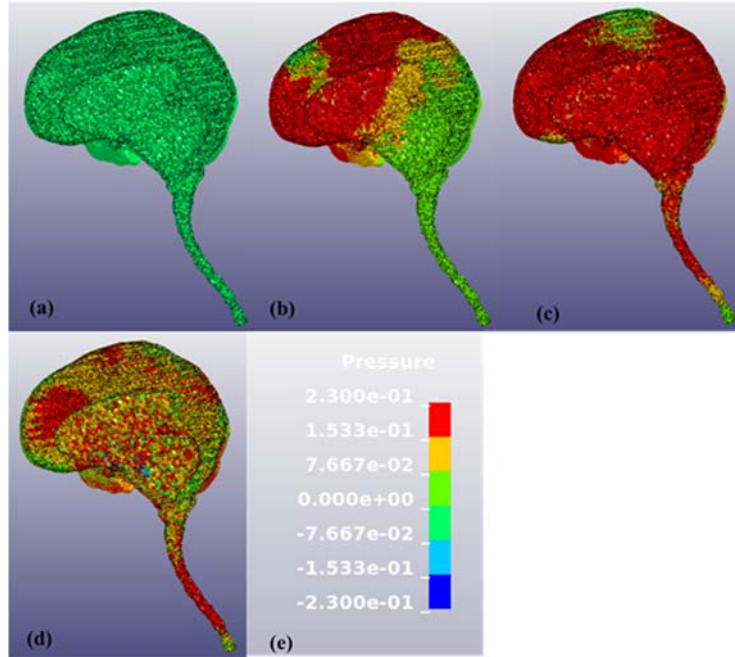 (a)
(b)
(c)
(d)
(e)
Pressure
2.300e-01
1.533e-01
7.667e-02
0.000e+00
-7.667e-02
-1.533e-01
-2.300e-01